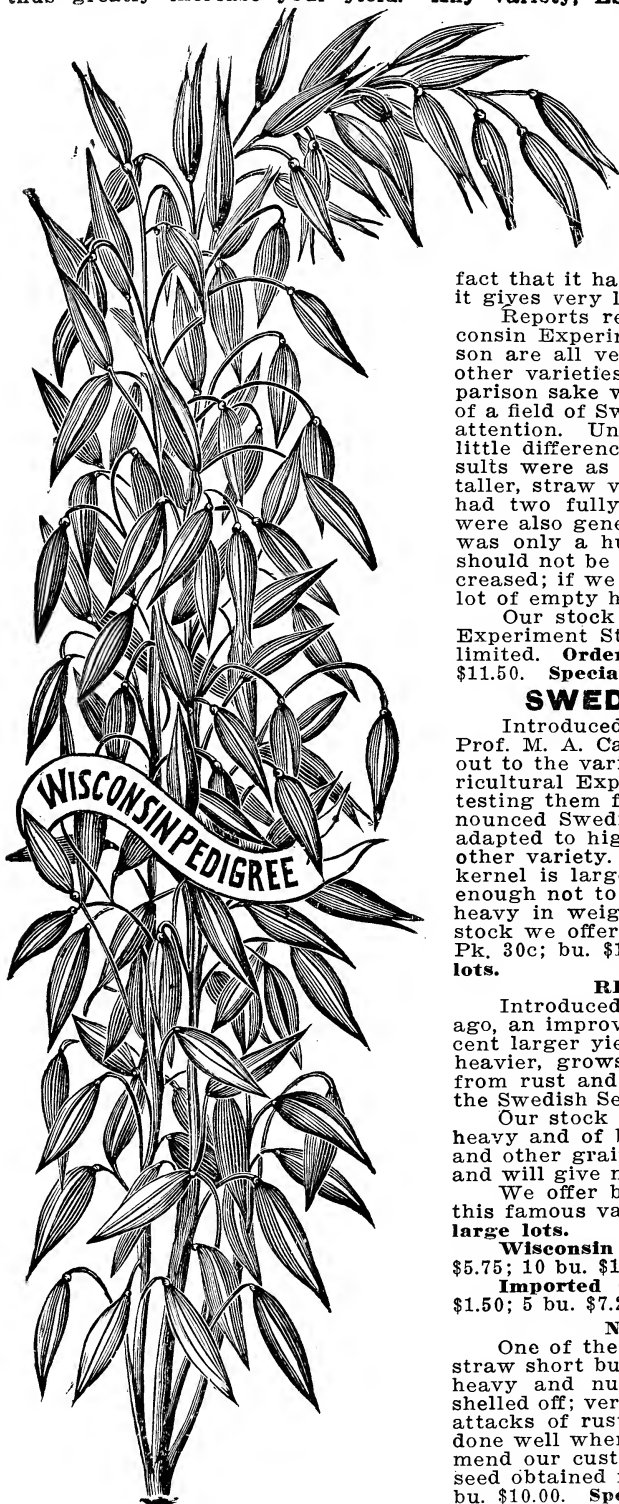 thus greatly increase your yield. Any variety,
WISCONSIN PEDIGREE
fact that it ha
it gives very l
Reports re
consin Experin
son are all ve
other varieties
parison sake v
of a field of Sw
attention. Un
little differenc
sults were as
taller, straw v
had two fully
were also gene
was only a hu
should not be
creased; if we
lot of empty h
Our stock
Experiment St
limited. Order
$11.50. Specia
SWED
Introduced
Prof. M. A. Ca
out to the vari
ricultural Exp
testing them f
nounced Swedi
adapted to hig
other variety.
kernel is larg
enough not to
heavy in weig
stock we offer
Pk. 30c; bu. $1
lots.
RE
Introduced
ago, an improv
cent larger yie
heavier, grows
from rust and
the Swedish Se
Our stock
heavy and of b
and other grai
and will give r
We offer b
this famous va
large lots.
Wisconsin
$5.75; 10 bu. $1
Imported
$1.50; 5 bu. $7.2
N
One of the
straw short bu
heavy and nu
shelled off; ver
attacks of rus
done well wher
mend our cust
seed obtained
bu. $10.00. Spe